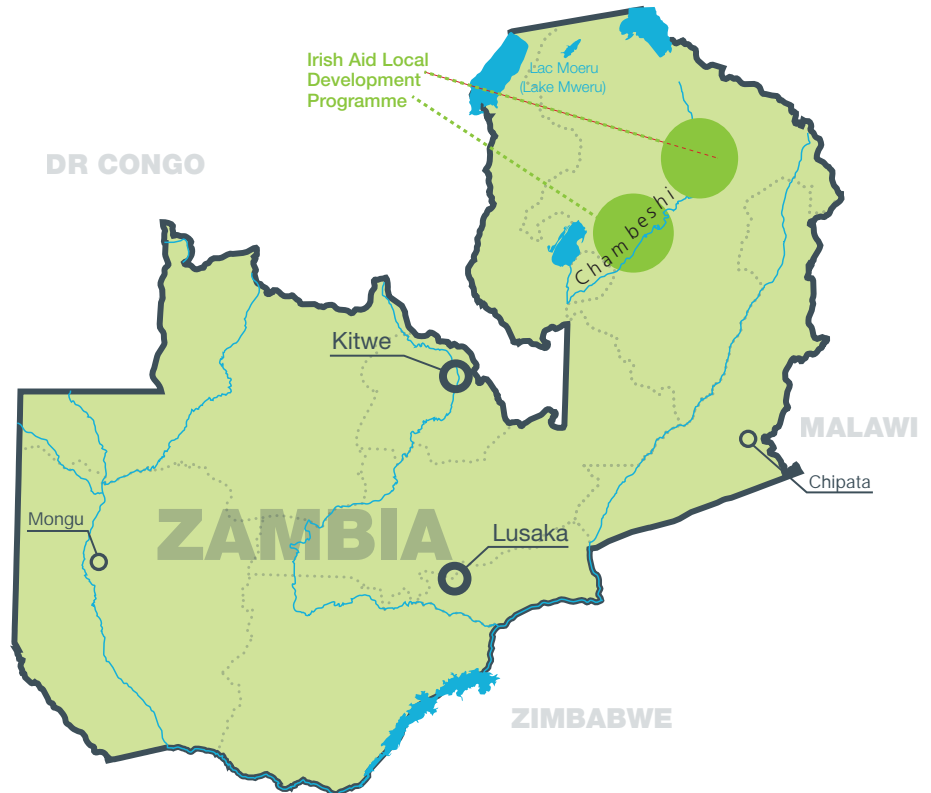 Irish Aid Local
Development
Programme
Lac Moeru
(Lake Mweru)
DR CONGO
Chambeshi
Kitwe
MALAWI
Chipata
Mongu
ZAMBIA
Lusaka
ZIMBABWE